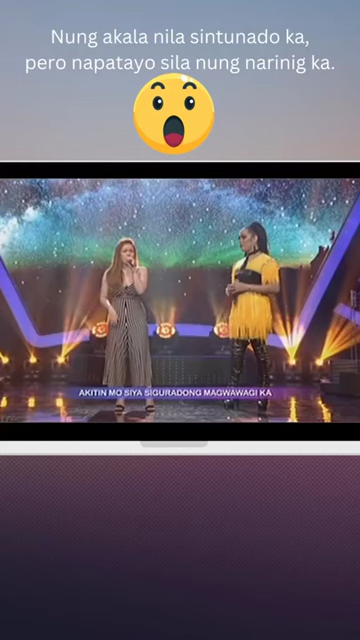 Nung akala nila sintunado ka,
pero napatayo sila nung narinig ka.
AKITIN MO SIYA SIGURADONG MAGWAWAGI KA